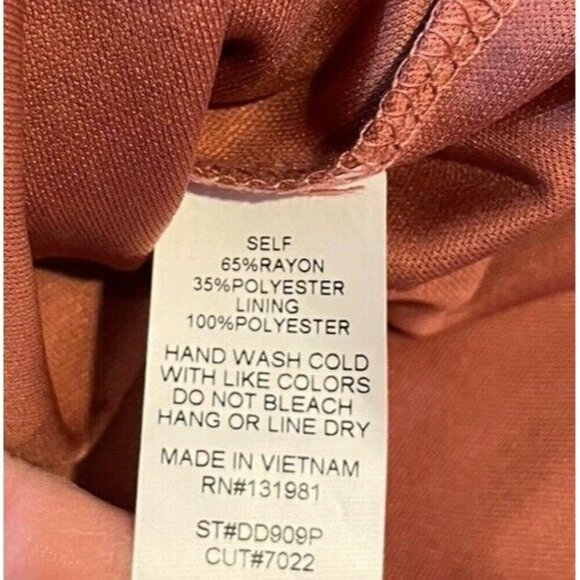 SELF
65%RAYON
35%POLYESTER
LINING
100%POLYESTER
HAND WASH COLD
WITH LIKE COLORS
DO NOT BLEACH
HANG OR LINE DRY
MADE IN VIETNAM
RN#131981
ST#DD909P
CUT#7022